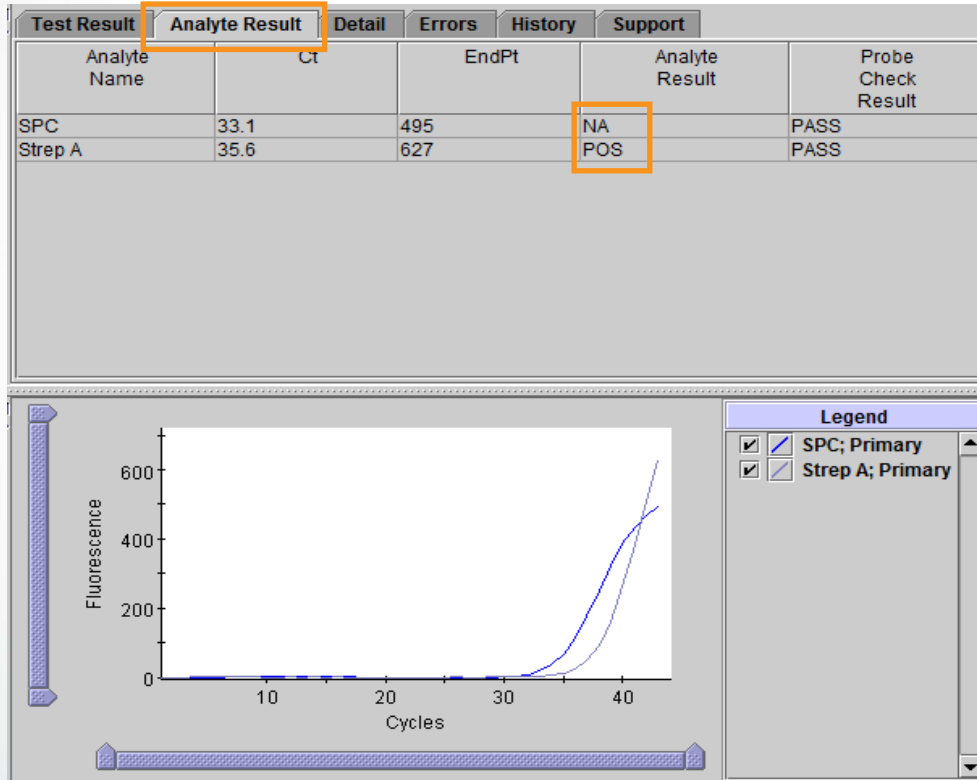 Test Result Analyte Result Detail Errors History Support
Analyte Name Ct EndPt Analyte Result Probe Check Result
SPC 33.1 495 NA PASS
Strep A 35.6 627 POS PASS
Legend
SPC; Primary
Strep A; Primary
Fluorescence
600
400
200
0
10 20 30 40
Cycles